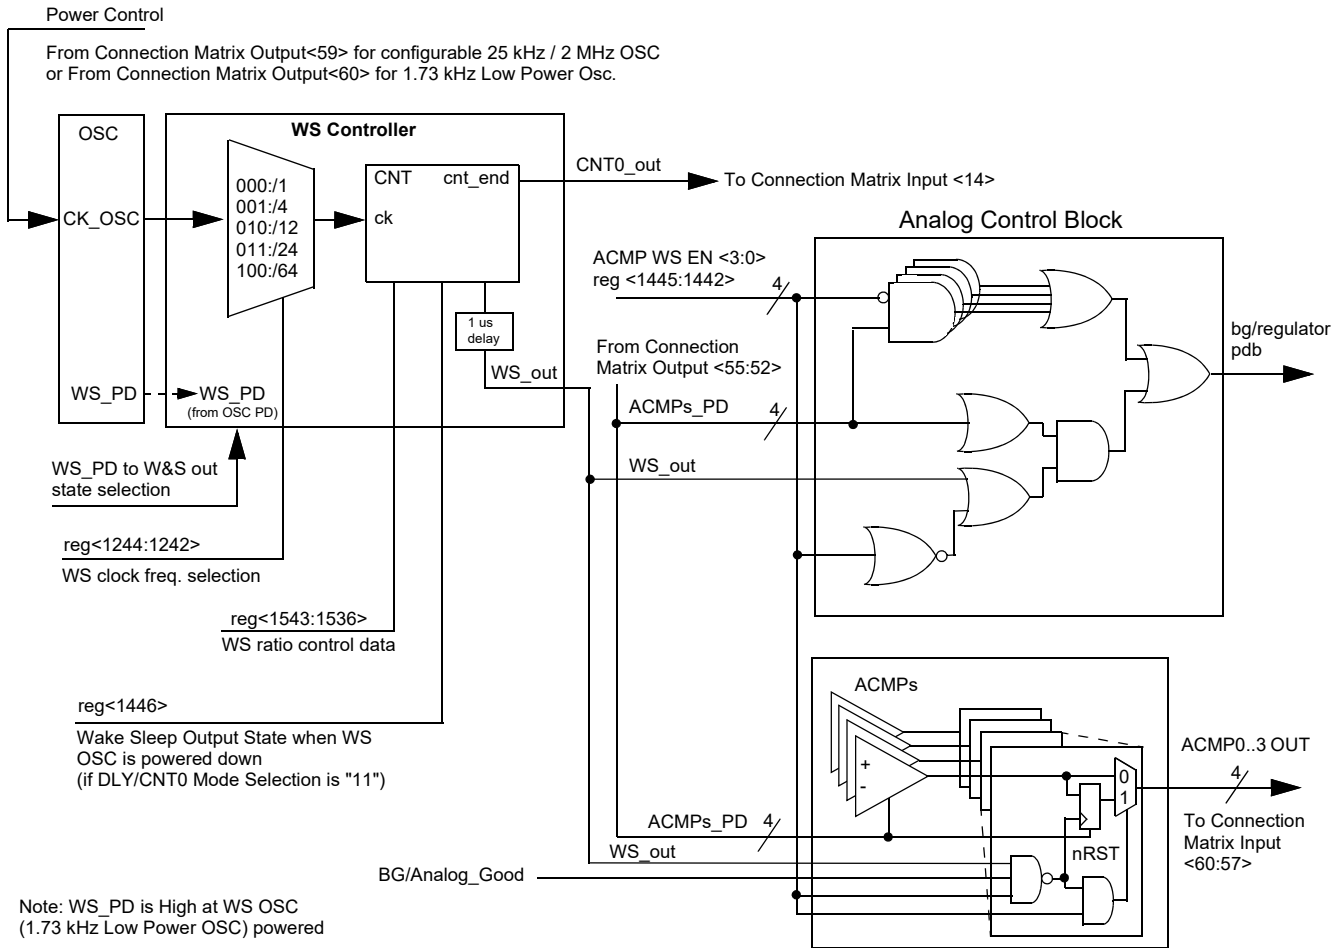 Power Control
From Connection Matrix Output<59> for configurable 25 kHz / 2 MHz OSC
or From Connection Matrix Output<60> for 1.73 kHz Low Power Osc.
OSC
CK_OSC
WS_PD
WS Controller
000:/1
001:/4
010:/12
011:/24
100:/64
CNT
cnt_end
ck
WS_PD
(from OSC PD)
1 us
delay
WS_out
CNT0_out
To Connection Matrix Input <14>
WS_PD to W&S out
state selection
reg<1244:1242>
WS clock freq. selection
reg<1543:1536>
WS ratio control data
reg<1446>
Wake Sleep Output State when WS
OSC is powered down
(if DLY/CNT0 Mode Selection is "11")
Analog Control Block
ACMP WS EN <3:0>
reg <1445:1442>
4
From Connection
Matrix Output <55:52>
ACMPs_PD
4
WS_out
bg/regulator
pdb
ACMPs
+
-
0
1
nRST
ACMPs_PD
4
WS_out
BG/Analog_Good
ACMP0..3 OUT
4
To Connection
Matrix Input
<60:57>
Note: WS_PD is High at WS OSC
(1.73 kHz Low Power OSC) powered